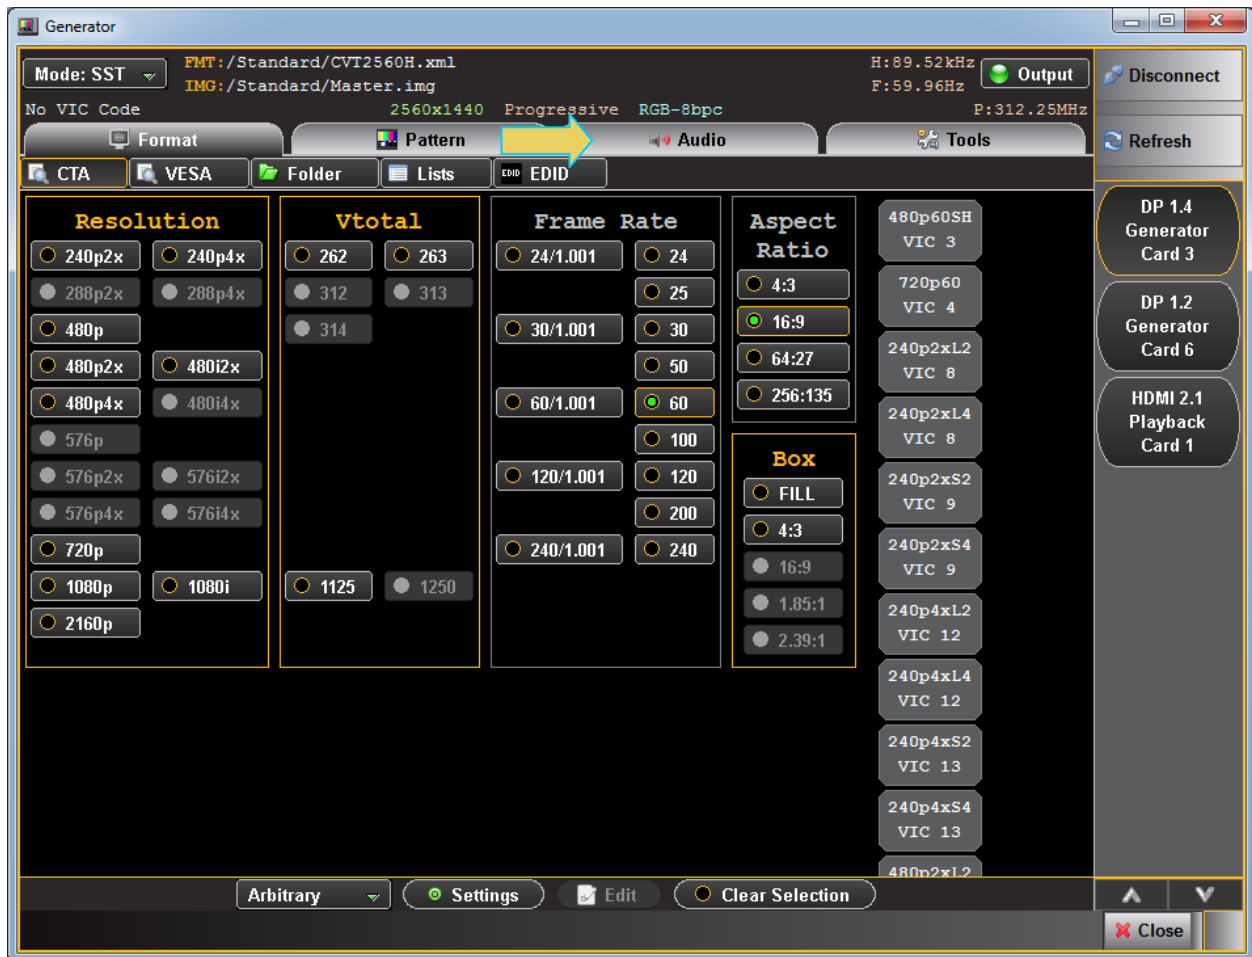 Generator
Mode: SST
FMT:/Standard/CVT2560H.xml
IMG:/Standard/Master.img
H:89.52kHz
F:59.96Hz
Output
Disconnect
No VIC Code
2560x1440 Progressive RGB-8bpc
P:312.25MHz
Format
Pattern
Audio
Tools
Refresh
CTA
VESA
Folder
Lists
EDID EDID
Resolution
240p2x 240p4x
288p2x 288p4x
480p
480p2x 480i2x
480p4x 480i4x
576p
576p2x 576i2x
576p4x 576i4x
720p
1080p 1080i
2160p
Vtotal
262 263
312 313
314
1125 1250
Frame Rate
24/1.001 24
25
30/1.001 30
50
60/1.001 60
100
120/1.001 120
200
240/1.001 240
Aspect
Ratio
4:3
16:9
64:27
256:135
Box
FILL
4:3
16:9
1.85:1
2.39:1
480p60SH
VIC 3
720p60
VIC 4
240p2xL2
VIC 8
240p2xL4
VIC 8
240p2xS2
VIC 9
240p2xS4
VIC 9
240p4xL2
VIC 12
240p4xL4
VIC 12
240p4xS2
VIC 13
240p4xS4
VIC 13
480p2xL2
DP 1.4
Generator
Card 3
DP 1.2
Generator
Card 6
HDMI 2.1
Playback
Card 1
Arbitrary
Settings
Edit
Clear Selection
Close